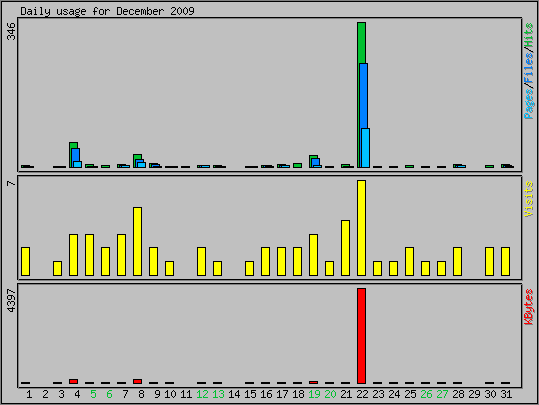 Daily usage for December 2009
346
Pages/Files/Hits
7
Visits
4397
KBytes
1 2 3 4 5 6 7 8 9 10 11 12 13 14 15 16 17 18 19 20 21 22 23 24 25 26 27 28 29 30 31